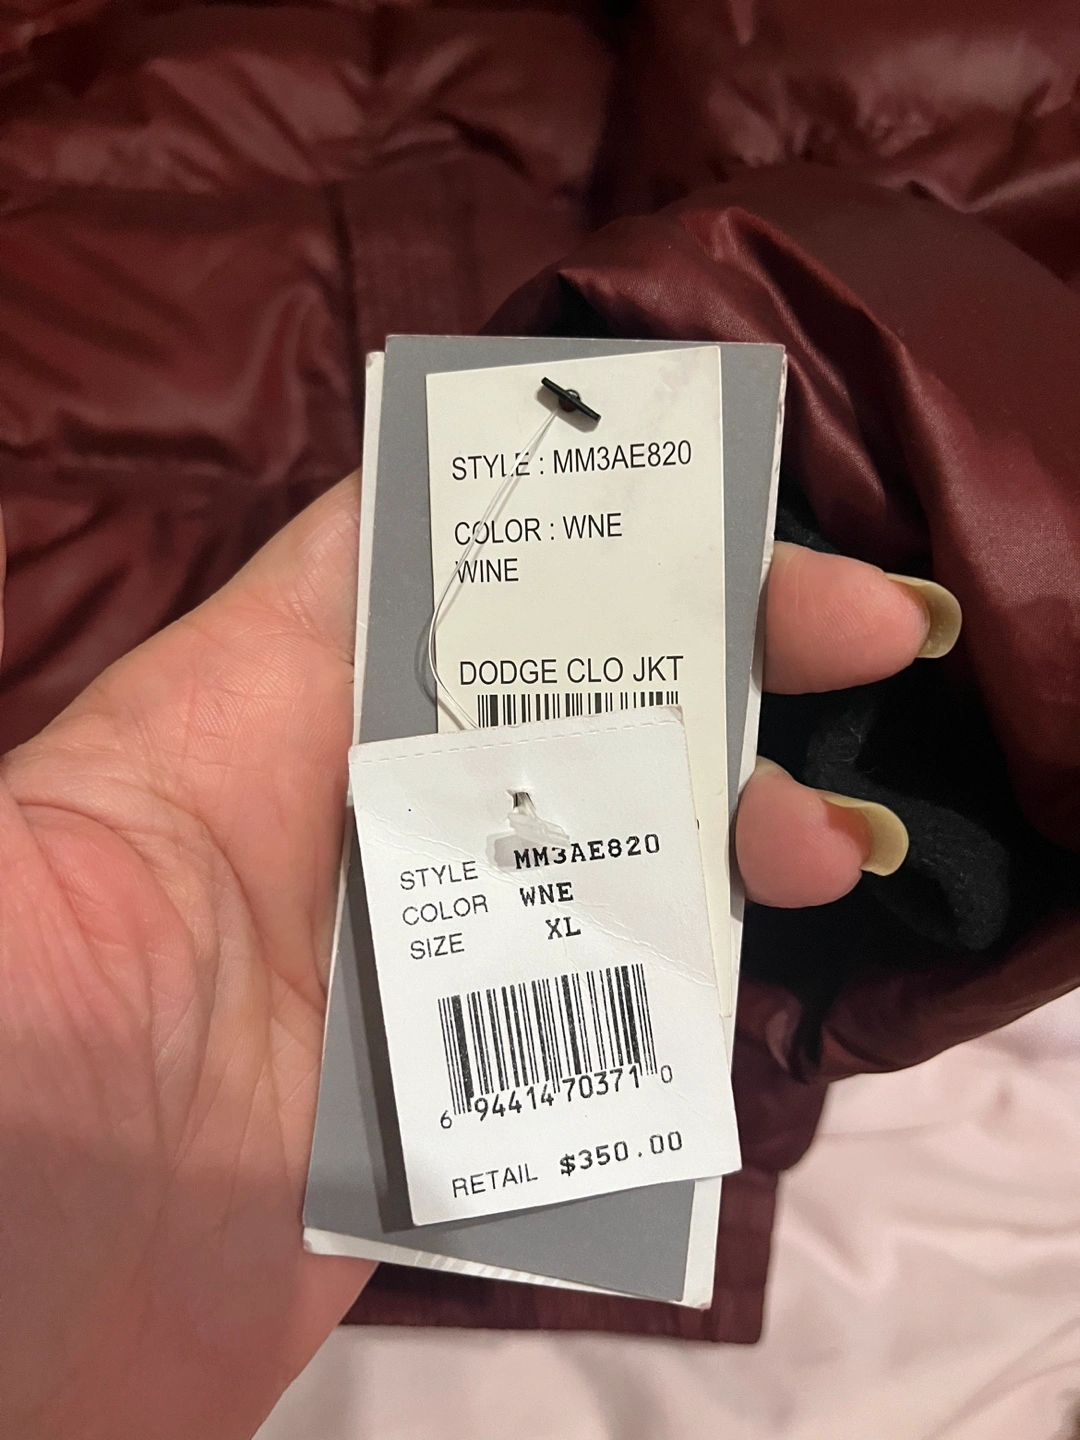 STYLE : MM3AE820
COLOR : WNE
WINE
DODGE CLO JKT
STYLE MM3AE820
COLOR WNE
SIZE XL
6 94414 70371 0
RETAIL $350.00